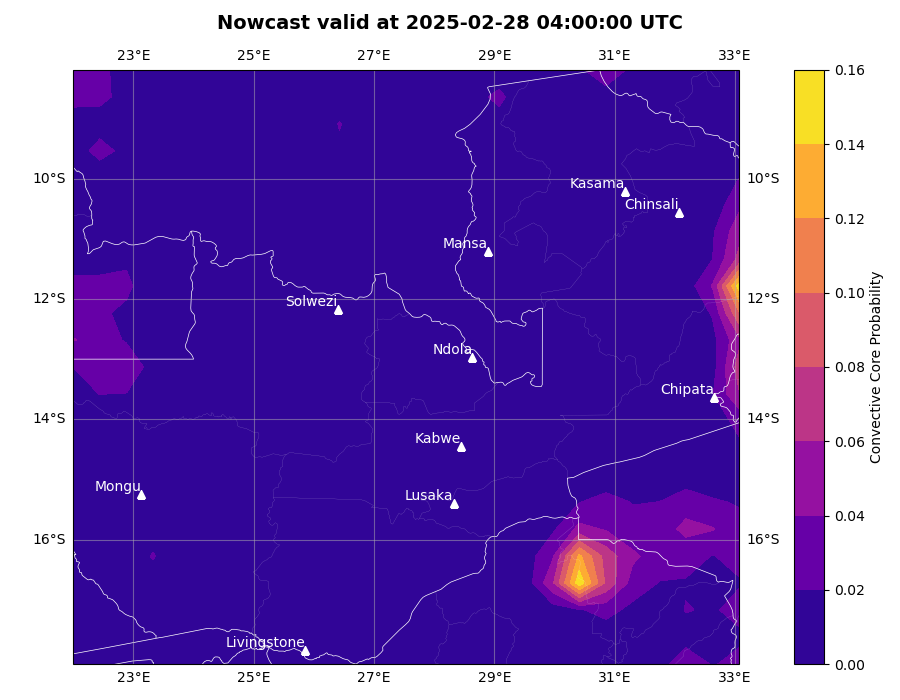 Nowcast valid at 2025-02-28 04:00:00 UTC
23°E 25°E 27°E 29°E 31°E 33°E
0.16
0.14
10°S Kasama 10°S
Chinsali
0.12
Mansa
0.10
12°S Solwezi 12°S
Ndola
0.08
Chipata
14°S 14°S
Kabwe
0.06
Mongu Lusaka
0.04
16°S 16°S
0.02
Livingstone
0.00
23°E 25°E 27°E 29°E 31°E 33°E
Convective Core Probability